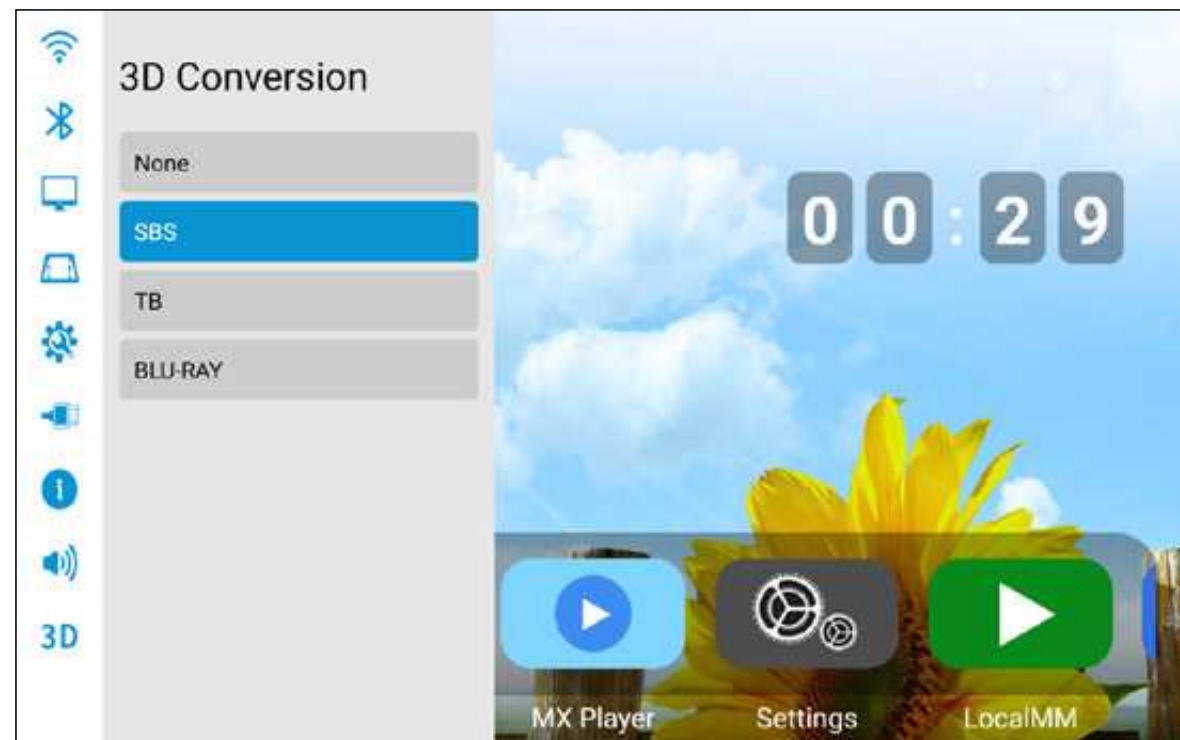 3D Conversion
None
SBS
TB
BLU-RAY
3D
00:29
MX Player
Settings
LocalMM